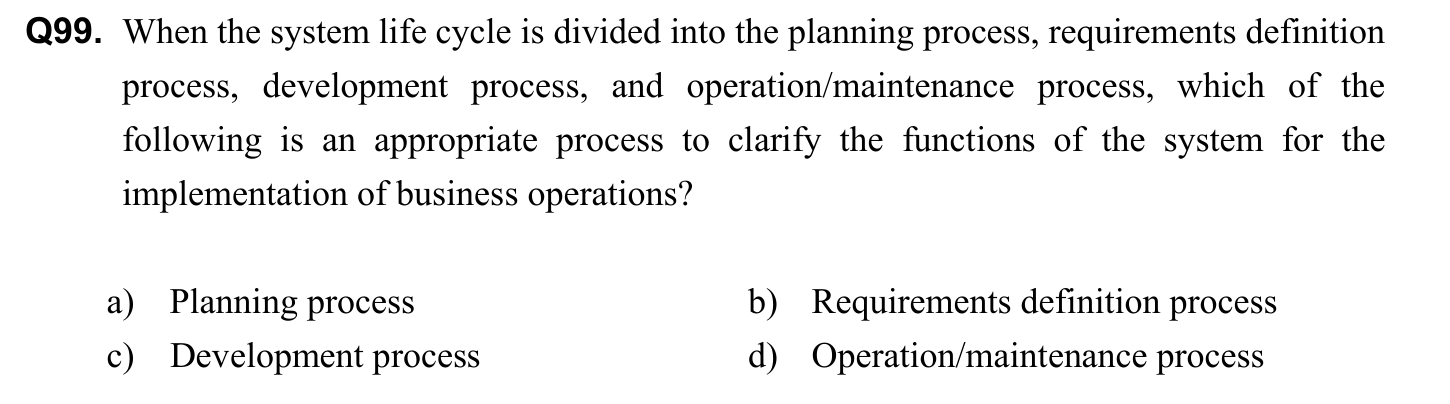 Q99. When the system life cycle is divided into the planning process, requirements definition
process, development process, and operation/maintenance process, which of the
following is an appropriate process to clarify the functions of the system for the
implementation of business operations?
a) Planning process b) Requirements definition process
c) Development process d) Operation/maintenance process